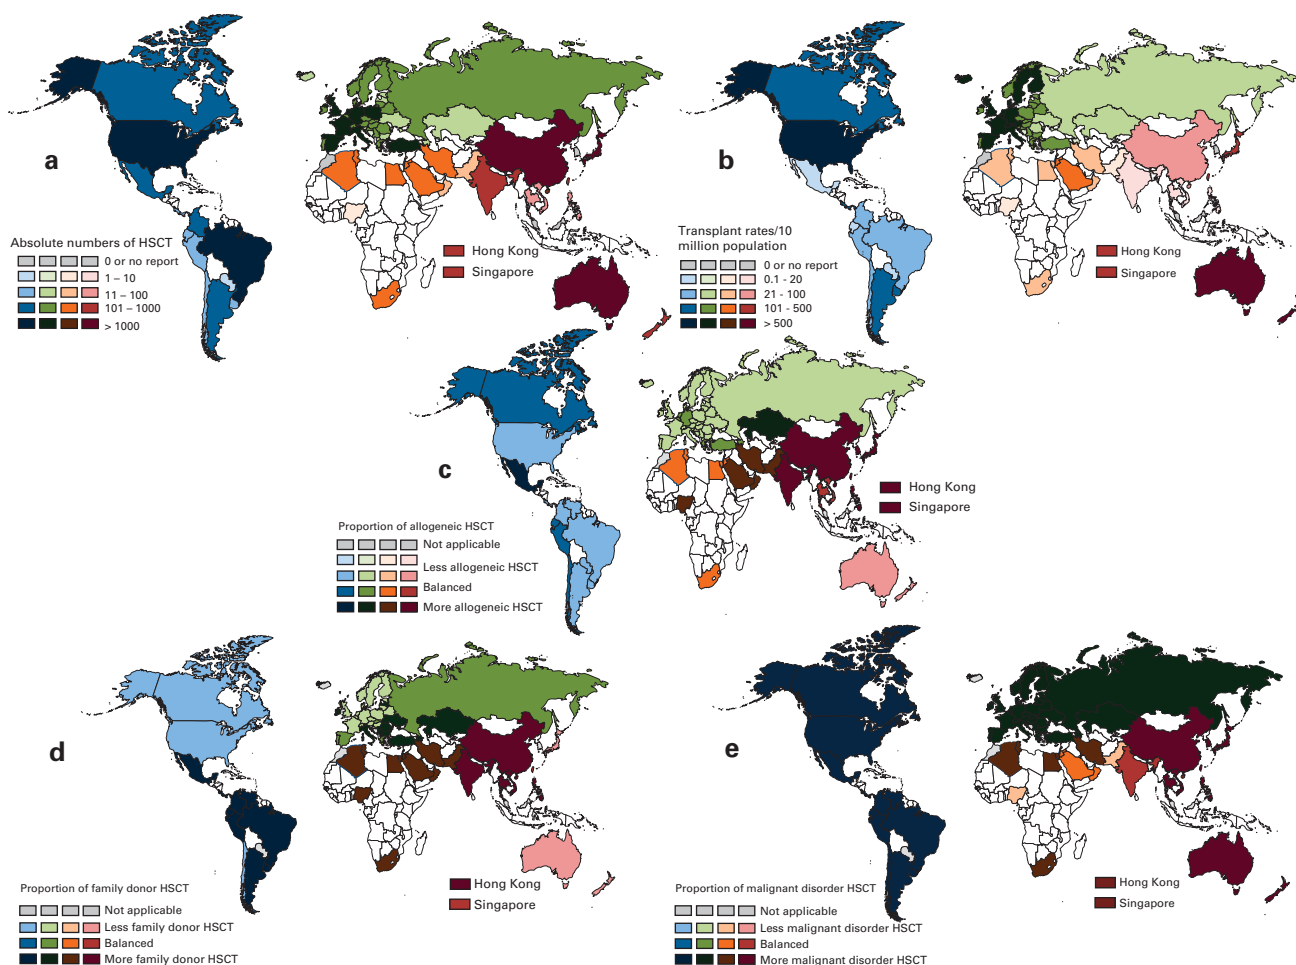 a
Absolute numbers of HSCT
0 or no report
1 – 10
11 – 100
101 – 1000
> 1000
Hong Kong
Singapore
b
Transplant rates/10
million population
0 or no report
0.1 - 20
21 - 100
101 - 500
> 500
Hong Kong
Singapore
c
Proportion of allogeneic HSCT
Not applicable
Less allogeneic HSCT
Balanced
More allogeneic HSCT
Hong Kong
Singapore
d
Proportion of family donor HSCT
Not applicable
Less family donor HSCT
Balanced
More family donor HSCT
Hong Kong
Singapore
e
Proportion of malignant disorder HSCT
Not applicable
Less malignant disorder HSCT
Balanced
More malignant disorder HSCT
Hong Kong
Singapore